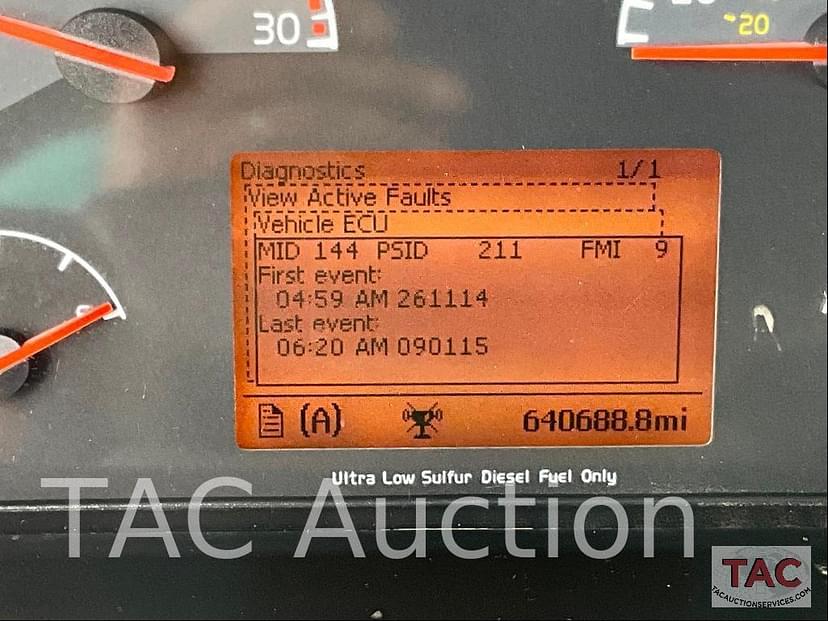 30
-20
Diagnostics 1/1
View Active Faults
Vehicle ECU
MID 144 PSID 211 FMI 9
First event:
04:59 AM 261114
Last event:
06:20 AM 090115
(A) 640688.8mi
Ultra Low Sulfur Diesel Fuel Only
TAC Auction
TAC
TACAUCTIONSERVICES.COM